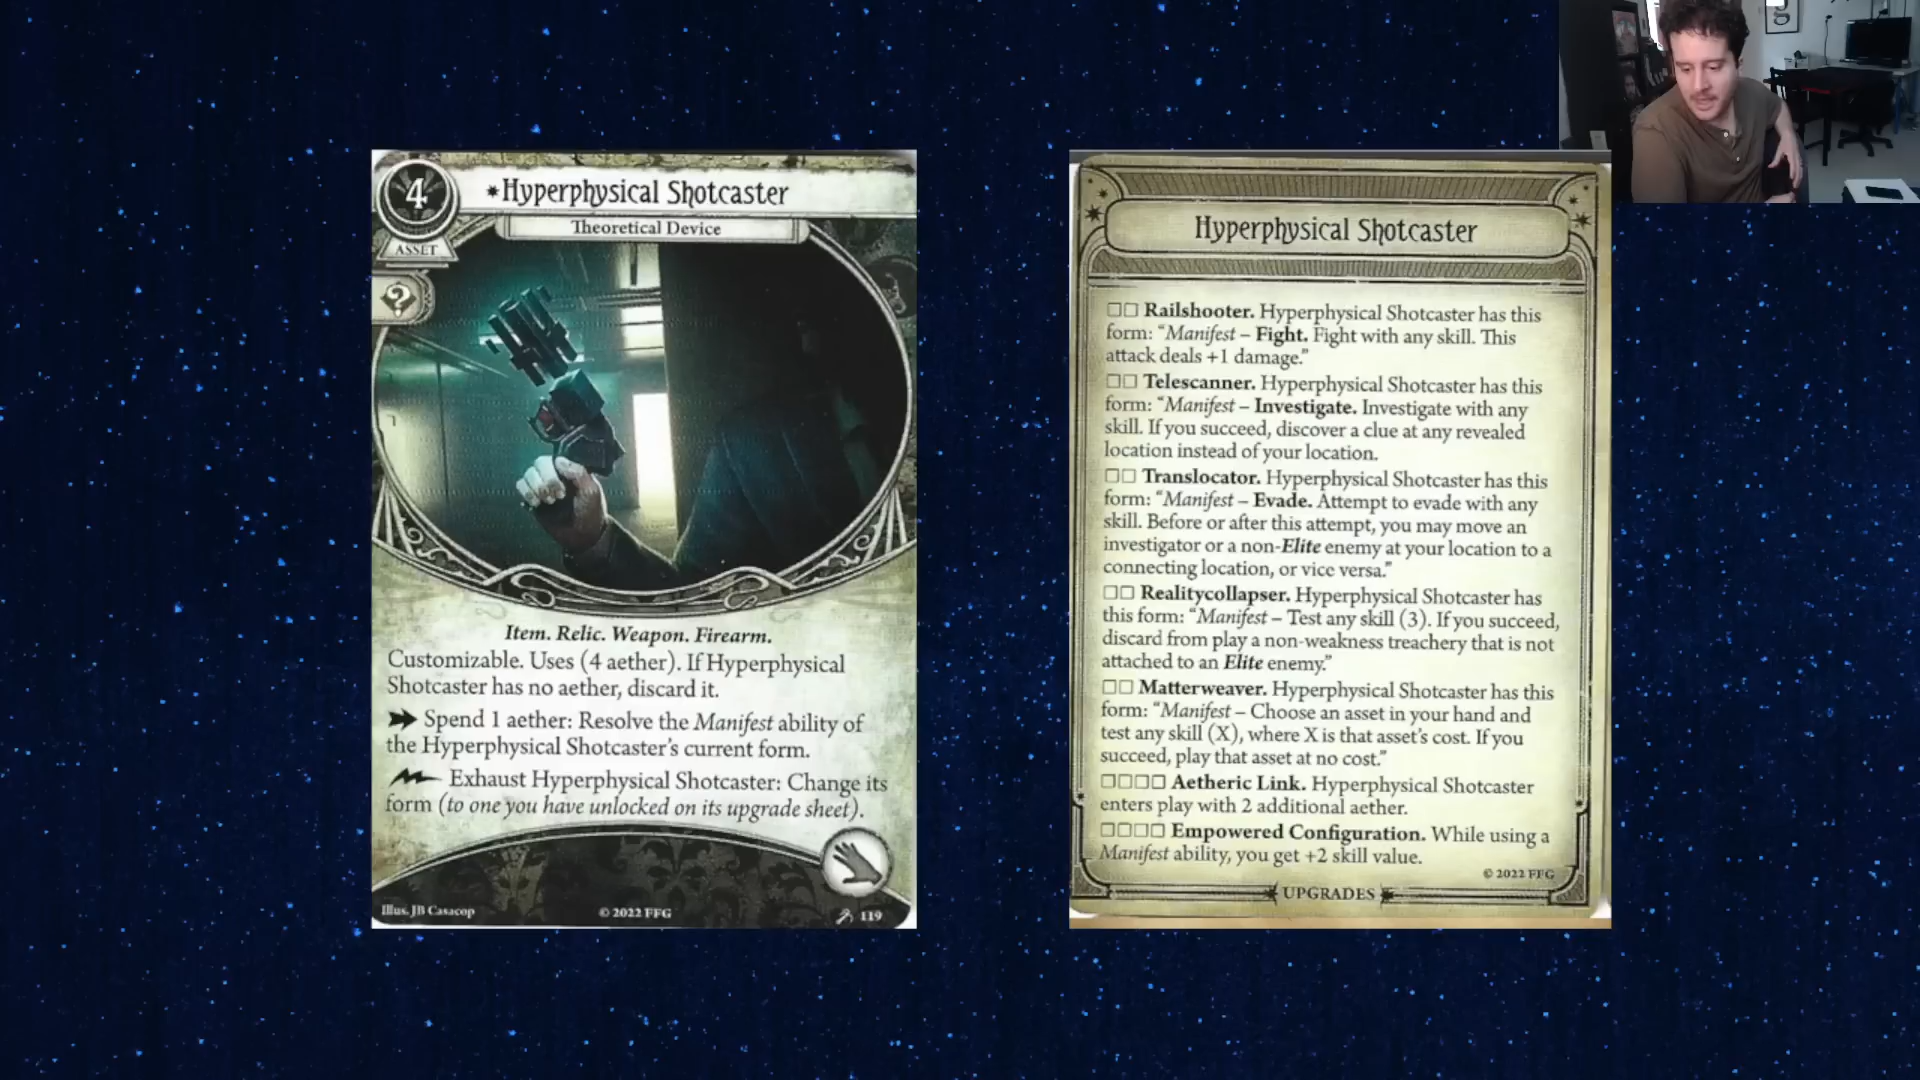 4
Hyperphysical Shotcaster
Theoretical Device
ASSET
?
Item. Relic. Weapon. Firearm.
Customizable. Uses (4 aether). If Hyperphysical
Shotcaster has no aether, discard it.
Spend 1 aether: Resolve the Manifest ability of
the Hyperphysical Shotcaster's current form.
Exhaust Hyperphysical Shotcaster: Change its
form (to one you have unlocked on its upgrade sheet).
Illus. JB Casacop
© 2022 FFG
119
Hyperphysical Shotcaster
□□ Railshooter. Hyperphysical Shotcaster has this
form: “Manifest – Fight. Fight with any skill. This
attack deals +1 damage.”
□□ Telescanner. Hyperphysical Shotcaster has this
form: “Manifest – Investigate. Investigate with any
skill. If you succeed, discover a clue at any revealed
location instead of your location.
□□ Translocator. Hyperphysical Shotcaster has this
form: “Manifest – Evade. Attempt to evade with any
skill. Before or after this attempt, you may move an
investigator or a non-Elite enemy at your location to a
connecting location, or vice versa.”
□□ Realitycollapser. Hyperphysical Shotcaster has
this form: “Manifest – Test any skill (3). If you succeed,
discard from play a non-weakness treachery that is not
attached to an Elite enemy.”
□□ Matterweaver. Hyperphysical Shotcaster has this
form: “Manifest – Choose an asset in your hand and
test any skill (X), where X is that asset's cost. If you
succeed, play that asset at no cost.”
□□□□ Aetheric Link. Hyperphysical Shotcaster
enters play with 2 additional aether.
□□□□ Empowered Configuration. While using a
Manifest ability, you get +2 skill value.
© 2022 FFG
UPGRADES